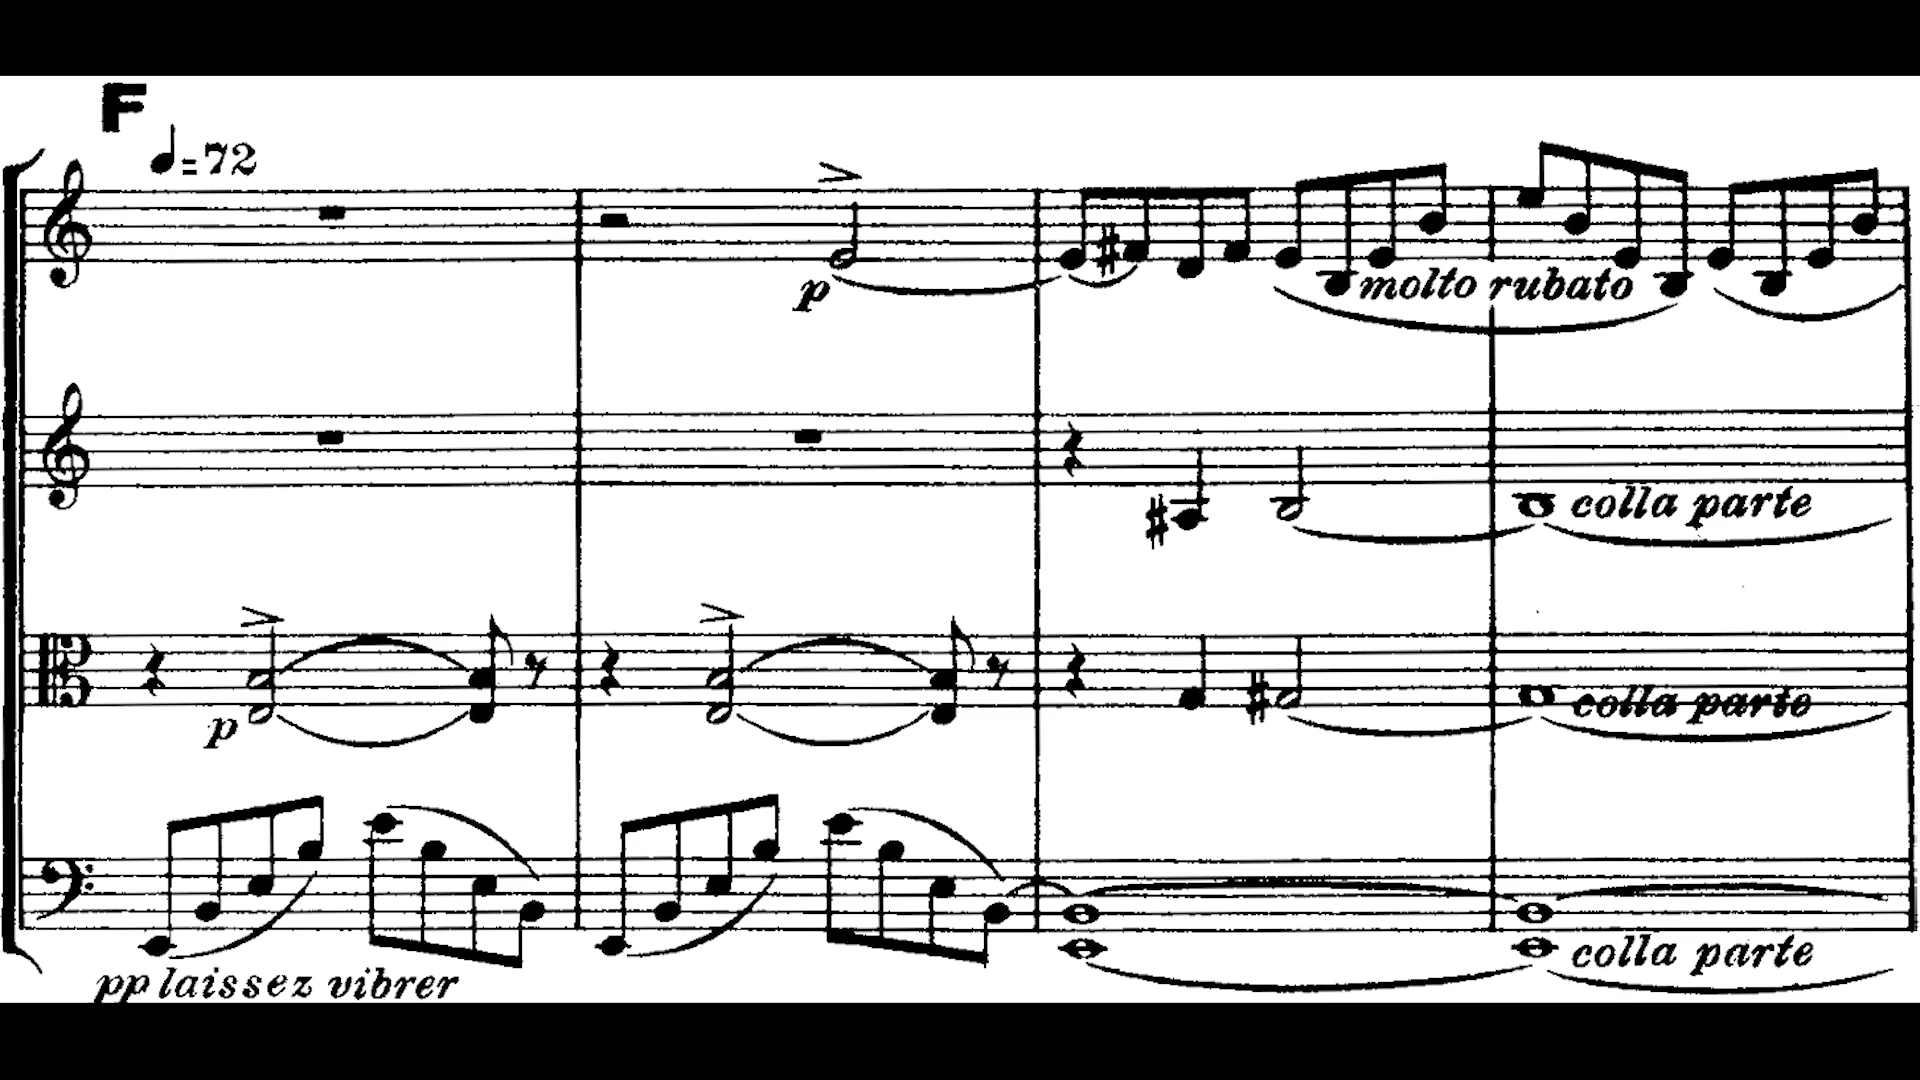 F
♩=72
p
molto rubato
colla parte
p
colla parte
pp laissez vibrer
colla parte